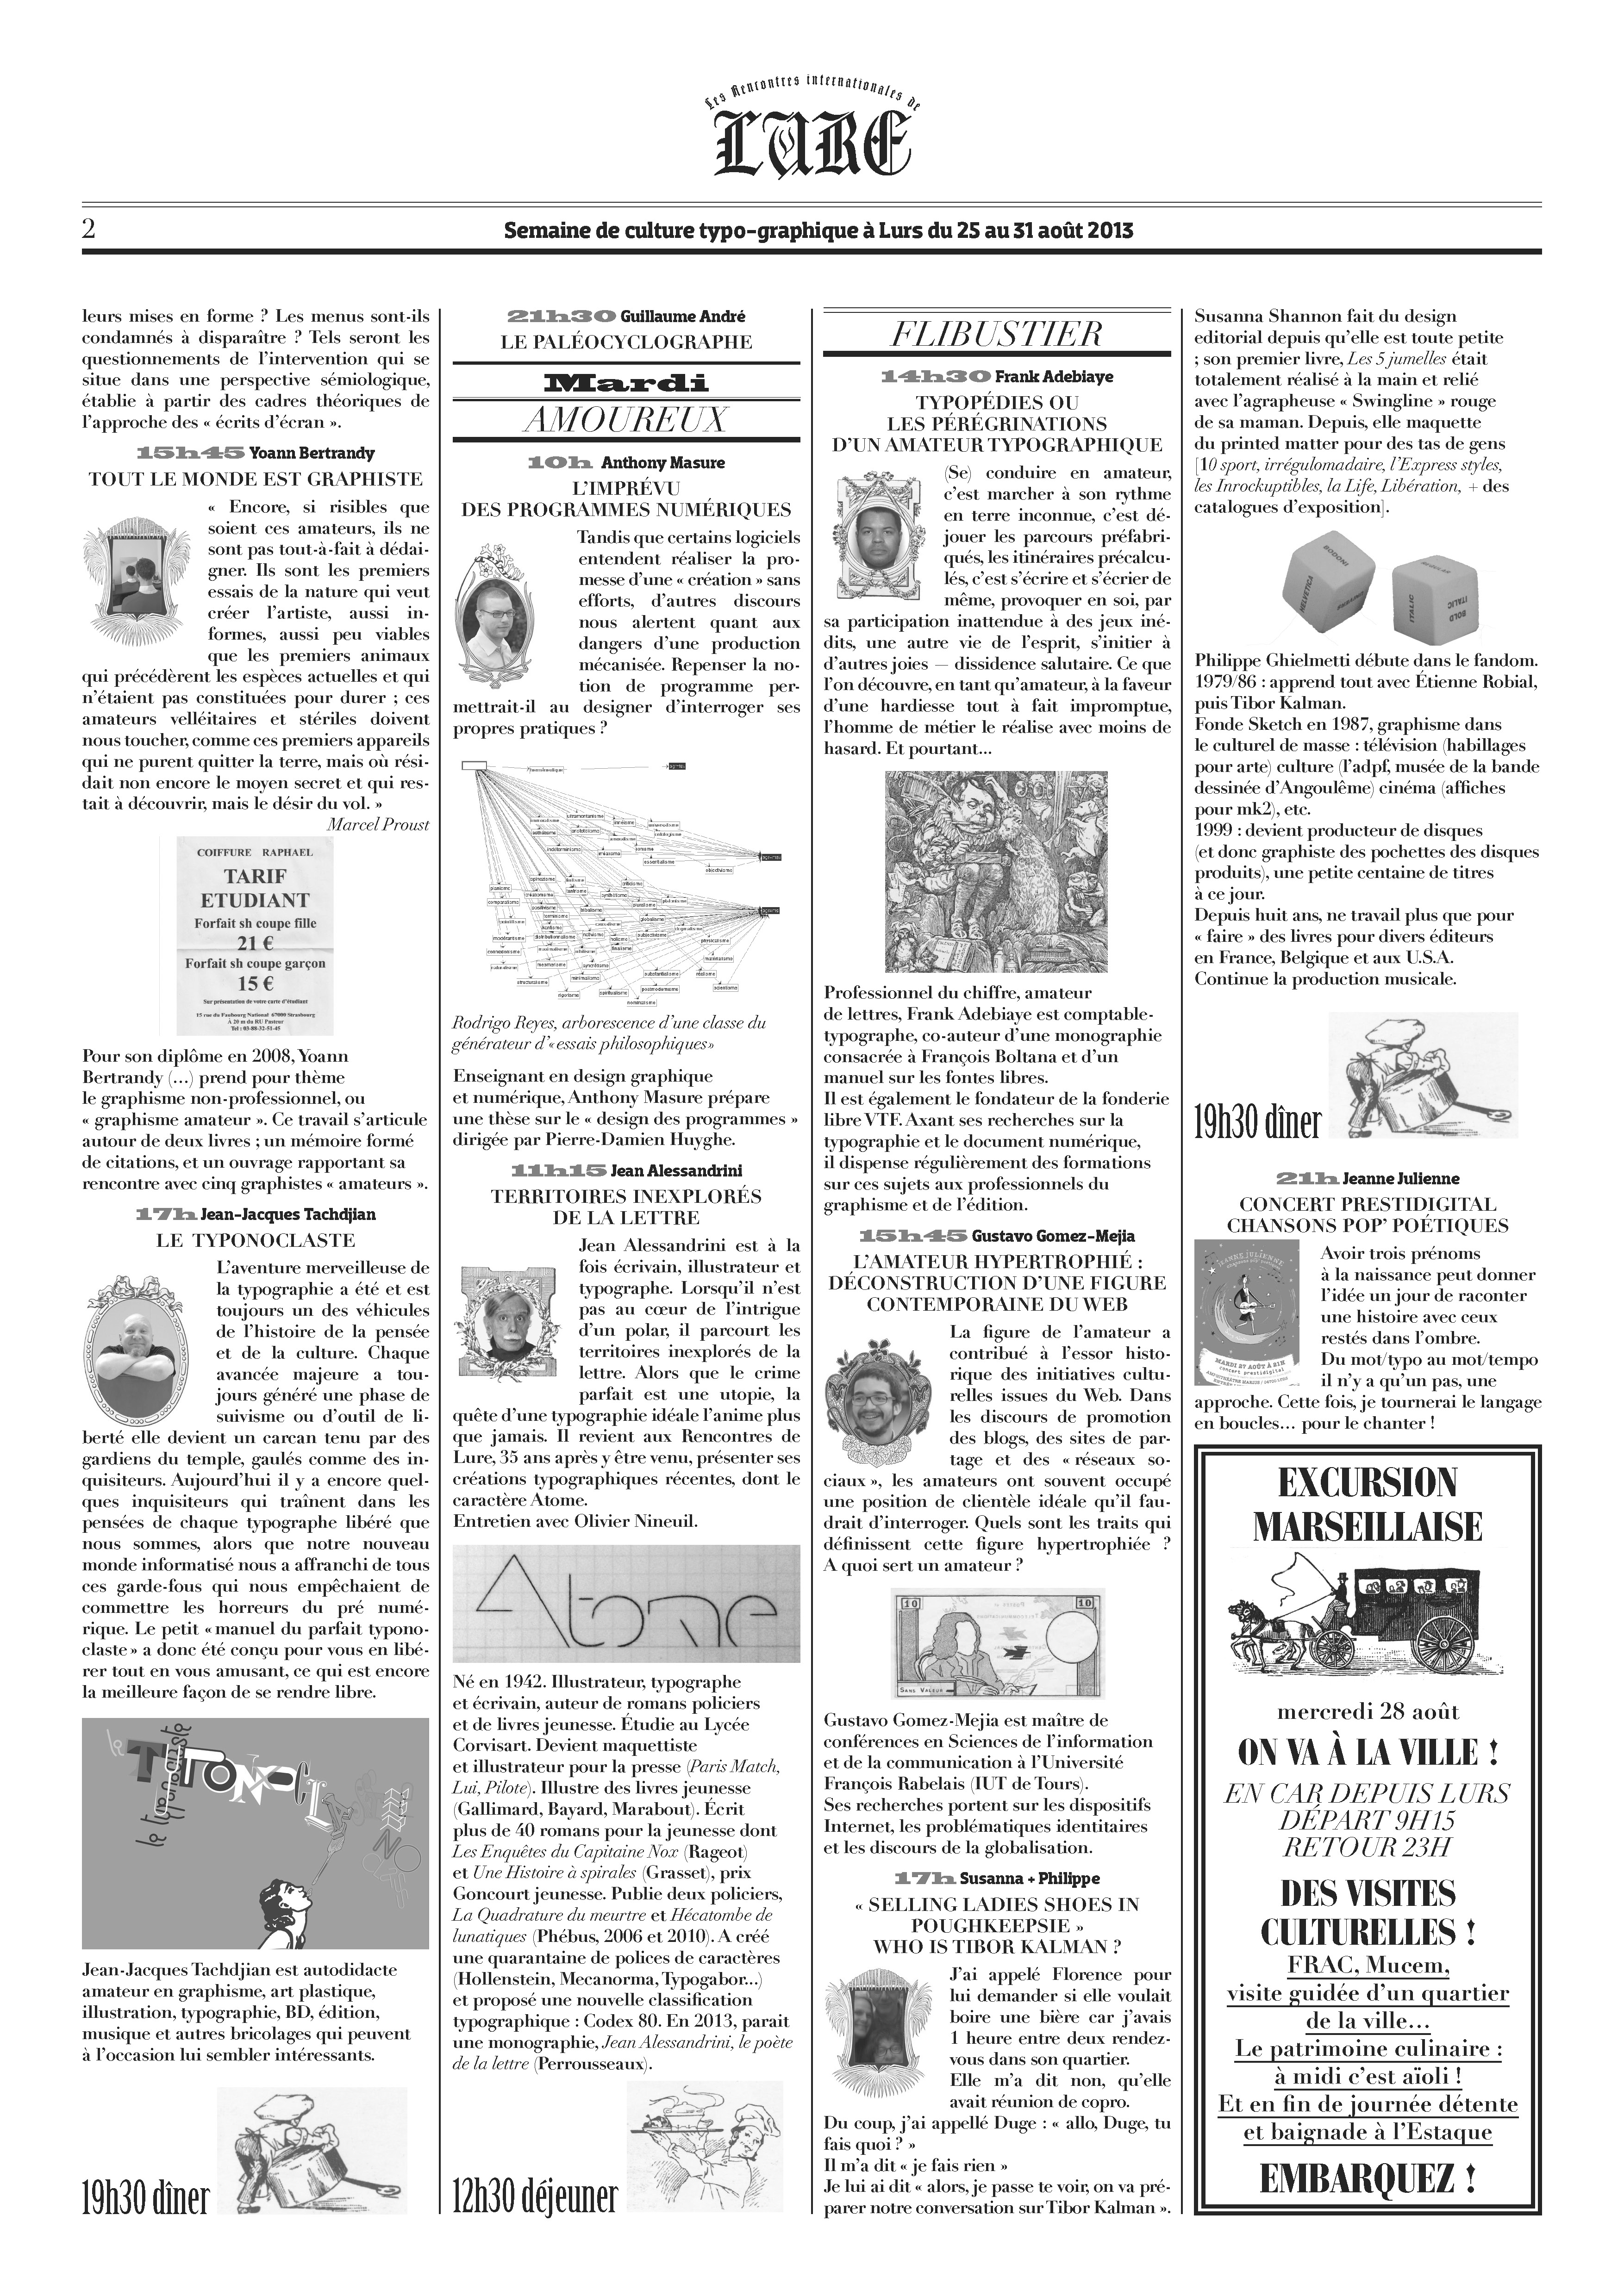 Les Rencontres internationales de
LURE
2
Semaine de culture typo-graphique à Lurs du 25 au 31 août 2013
leurs mises en forme ? Les menus sont-ils
condamnés à disparaître ? Tels seront les
questionnements de l'intervention qui se
situe dans une perspective sémiologique,
établie à partir des cadres théoriques de
l'approche des « écrits d'écran ».
15h45 Yoann Bertrandy
TOUT LE MONDE EST GRAPHISTE
« Encore, si risibles que
soient ces amateurs, ils ne
sont pas tout-à-fait à dédai-
gner. Ils sont les premiers
essais de la nature qui veut
créer l'artiste, aussi in-
formes, aussi peu viables
que les premiers animaux
qui précédèrent les espèces actuelles et qui
n'étaient pas constituées pour durer ; ces
amateurs velléitaires et stériles doivent
nous toucher, comme ces premiers appareils
qui ne purent quitter la terre, mais où rési-
dait non encore le moyen secret et qui res-
tait à découvrir, mais le désir du vol. »
Marcel Proust
COIFFURE RAPHAEL
TARIF
ETUDIANT
Forfait sh coupe fille
21 €
Forfait sh coupe garçon
15 €
Sur présentation de votre carte d'étudiant
15 rue du Faubourg National 67000 Strasbourg
À 20 m du RU Pasteur
Tel : 03-88-32-51-45
Pour son diplôme en 2008, Yoann
Bertrandy (…) prend pour thème
le graphisme non-professionnel, ou
« graphisme amateur ». Ce travail s'articule
autour de deux livres ; un mémoire formé
de citations, et un ouvrage rapportant sa
rencontre avec cinq graphistes « amateurs ».
17h Jean-Jacques Tachdjian
LE TYPONOCLASTE
L'aventure merveilleuse de
la typographie a été et est
toujours un des véhicules
de l'histoire de la pensée
et de la culture. Chaque
avancée majeure a tou-
jours généré une phase de
suivisme ou d'outil de li-
berté elle devient un carcan tenu par des
gardiens du temple, gaulés comme des in-
quisiteurs. Aujourd'hui il y a encore quel-
ques inquisiteurs qui traînent dans les
pensées de chaque typographe libéré que
nous sommes, alors que notre nouveau
monde informatisé nous a affranchi de tous
ces garde-fous qui nous empêchaient de
commettre les horreurs du pré numé-
rique. Le petit « manuel du parfait typono-
claste » a donc été conçu pour vous en libé-
rer tout en vous amusant, ce qui est encore
la meilleure façon de se rendre libre.
Jean-Jacques Tachdjian est autodidacte
amateur en graphisme, art plastique,
illustration, typographie, BD, édition,
musique et autres bricolages qui peuvent
à l'occasion lui sembler intéressants.
19h30 dîner
21h30 Guillaume André
LE PALÉOCYCLOGRAPHE
Mardi
AMOUREUX
10h Anthony Masure
L'IMPRÉVU
DES PROGRAMMES NUMÉRIQUES
Tandis que certains logiciels
entendent réaliser la pro-
messe d'une « création » sans
efforts, d'autres discours
nous alertent quant aux
dangers d'une production
mécanisée. Repenser la no-
tion de programme per-
mettrait-il au designer d'interroger ses
propres pratiques ?
Rodrigo Reyes, arborescence d'une classe du
générateur d'« essais philosophiques »
Enseignant en design graphique
et numérique, Anthony Masure prépare
une thèse sur le « design des programmes »
dirigée par Pierre-Damien Huyghe.
11h15 Jean Alessandrini
TERRITOIRES INEXPLORÉS
DE LA LETTRE
Jean Alessandrini est à la
fois écrivain, illustrateur et
typographe. Lorsqu'il n'est
pas au cœur de l'intrigue
d'un polar, il parcourt les
territoires inexplorés de la
lettre. Alors que le crime
parfait est une utopie, la
quête d'une typographie idéale l'anime plus
que jamais. Il revient aux Rencontres de
Lure, 35 ans après y être venu, présenter ses
créations typographiques récentes, dont le
caractère Atome.
Entretien avec Olivier Nineuil.
Atome
Né en 1942. Illustrateur, typographe
et écrivain, auteur de romans policiers
et de livres jeunesse. Étudie au Lycée
Corvisart. Devient maquettiste
et illustrateur pour la presse (Paris Match,
Lui, Pilote). Illustre des livres jeunesse
(Gallimard, Bayard, Marabout). Écrit
plus de 40 romans pour la jeunesse dont
Les Enquêtes du Capitaine Nox (Rageot)
et Une Histoire à spirales (Grasset), prix
Goncourt jeunesse. Publie deux policiers,
La Quadrature du meurtre et Hécatombe de
lunatiques (Phébus, 2006 et 2010). A créé
une quarantaine de polices de caractères
(Hollenstein, Mecanorma, Typogabor...)
et proposé une nouvelle classification
typographique : Codex 80. En 2013, parait
une monographie, Jean Alessandrini, le poète
de la lettre (Perrousseaux).
12h30 déjeuner
FLIBUSTIER
14h30 Frank Adebiaye
TYPOPÉDIES OU
LES PÉRÉGRINATIONS
D'UN AMATEUR TYPOGRAPHIQUE
(Se) conduire en amateur,
c'est marcher à son rythme
en terre inconnue, c'est dé-
jouer les parcours préfabri-
qués, les itinéraires précalcu-
lés, c'est s'écrire et s'écrier de
même, provoquer en soi, par
sa participation inattendue à des jeux iné-
dits, une autre vie de l'esprit, s'initier à
d'autres joies — dissidence salutaire. Ce que
l'on découvre, en tant qu'amateur, à la faveur
d'une hardiesse tout à fait impromptue,
l'homme de métier le réalise avec moins de
hasard. Et pourtant...
Professionnel du chiffre, amateur
de lettres, Frank Adebiaye est comptable-
typographe, co-auteur d'une monographie
consacrée à François Boltana et d'un
manuel sur les fontes libres.
Il est également le fondateur de la fonderie
libre VTF. Axant ses recherches sur la
typographie et le document numérique,
il dispense régulièrement des formations
sur ces sujets aux professionnels du
graphisme et de l'édition.
15h45 Gustavo Gomez-Mejia
L'AMATEUR HYPERTROPHIÉ :
DÉCONSTRUCTION D'UNE FIGURE
CONTEMPORAINE DU WEB
La figure de l'amateur a
contribué à l'essor histo-
rique des initiatives cultu-
relles issues du Web. Dans
les discours de promotion
des blogs, des sites de par-
tage et des « réseaux so-
ciaux », les amateurs ont souvent occupé
une position de clientèle idéale qu'il fau-
drait d'interroger. Quels sont les traits qui
définissent cette figure hypertrophiée ?
A quoi sert un amateur ?
10 10
SANS VALEUR
Gustavo Gomez-Mejia est maître de
conférences en Sciences de l'information
et de la communication à l'Université
François Rabelais (IUT de Tours).
Ses recherches portent sur les dispositifs
Internet, les problématiques identitaires
et les discours de la globalisation.
17h Susanna + Philippe
« SELLING LADIES SHOES IN
POUGHKEEPSIE »
WHO IS TIBOR KALMAN ?
J'ai appelé Florence pour
lui demander si elle voulait
boire une bière car j'avais
1 heure entre deux rendez-
vous dans son quartier.
Elle m'a dit non, qu'elle
avait réunion de copro.
Du coup, j'ai appellé Duge : « allo, Duge, tu
fais quoi ? »
Il m'a dit « je fais rien »
Je lui ai dit « alors, je passe te voir, on va pré-
parer notre conversation sur Tibor Kalman ».
Susanna Shannon fait du design
editorial depuis qu'elle est toute petite
; son premier livre, Les 5 jumelles était
totalement réalisé à la main et relié
avec l'agrapheuse « Swingline » rouge
de sa maman. Depuis, elle maquette
du printed matter pour des tas de gens
[10 sport, irrégulomadaire, l'Express styles,
les Inrockuptibles, la Life, Libération, + des
catalogues d'exposition].
BODONI
HELVETICA
REGULAR
ITALIC
ITALIC
BOLD
Philippe Ghielmetti débute dans le fandom.
1979/86 : apprend tout avec Étienne Robial,
puis Tibor Kalman.
Fonde Sketch en 1987, graphisme dans
le culturel de masse : télévision (habillages
pour arte) culture (l'adpf, musée de la bande
dessinée d'Angoulême) cinéma (affiches
pour mk2), etc.
1999 : devient producteur de disques
(et donc graphiste des pochettes des disques
produits), une petite centaine de titres
à ce jour.
Depuis huit ans, ne travail plus que pour
« faire » des livres pour divers éditeurs
en France, Belgique et aux U.S.A.
Continue la production musicale.
19h30 dîner
21h Jeanne Julienne
CONCERT PRESTIDIGITAL
CHANSONS POP' POÉTIQUES
JEANNE JULIENNE
MARDI 27 AOÛT À 21H
concert prestidigital
Avoir trois prénoms
à la naissance peut donner
l'idée un jour de raconter
une histoire avec ceux
restés dans l'ombre.
Du mot/typo au mot/tempo
il n'y a qu'un pas, une
approche. Cette fois, je tournerai le langage
en boucles… pour le chanter !
EXCURSION
MARSEILLAISE
mercredi 28 août
ON VA À LA VILLE !
EN CAR DEPUIS LURS
DÉPART 9H15
RETOUR 23H
DES VISITES
CULTURELLES !
FRAC, Mucem,
visite guidée d'un quartier
de la ville…
Le patrimoine culinaire :
à midi c'est aïoli !
Et en fin de journée détente
et baignade à l'Estaque
EMBARQUEZ !